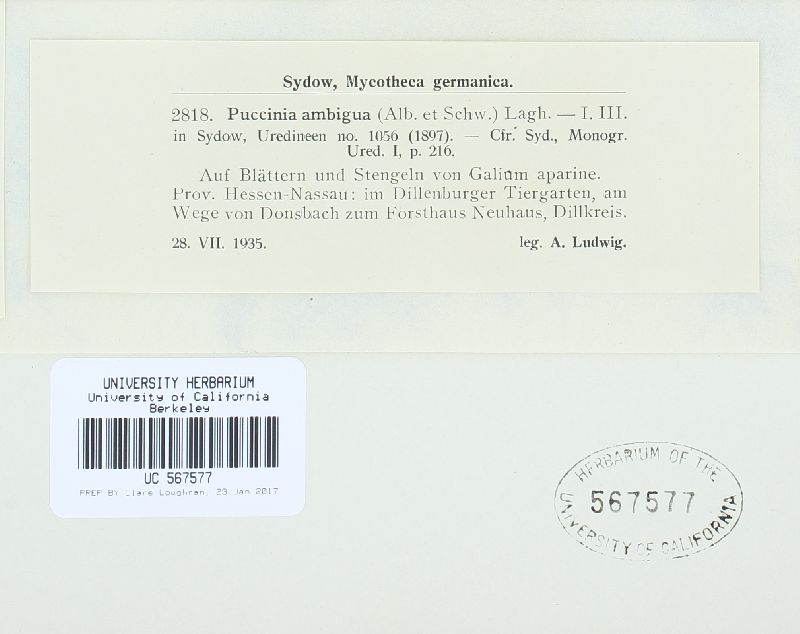 Sydow, Mycotheca germanica.
2818. Puccinia ambigua (Alb. et Schw.) Lagh. — I. III.
in Sydow, Uredineen no. 1056 (1897). — Cfr. Syd., Monogr.
Ured. I, p. 216.
Auf Blättern und Stengeln von Galium aparine.
Prov. Hessen-Nassau: im Dillenburger Tiergarten, am
Wege von Donsbach zum Forsthaus Neuhaus, Dillkreis.
28. VII. 1935. leg. A. Ludwig.
UNIVERSITY HERBARIUM
University of California
Berkeley
UC 567577
PREP BY Clare Loughran, 23 Jan 2017
HERBARIUM OF THE
567577
UNIVERSITY OF CALIFORNIA